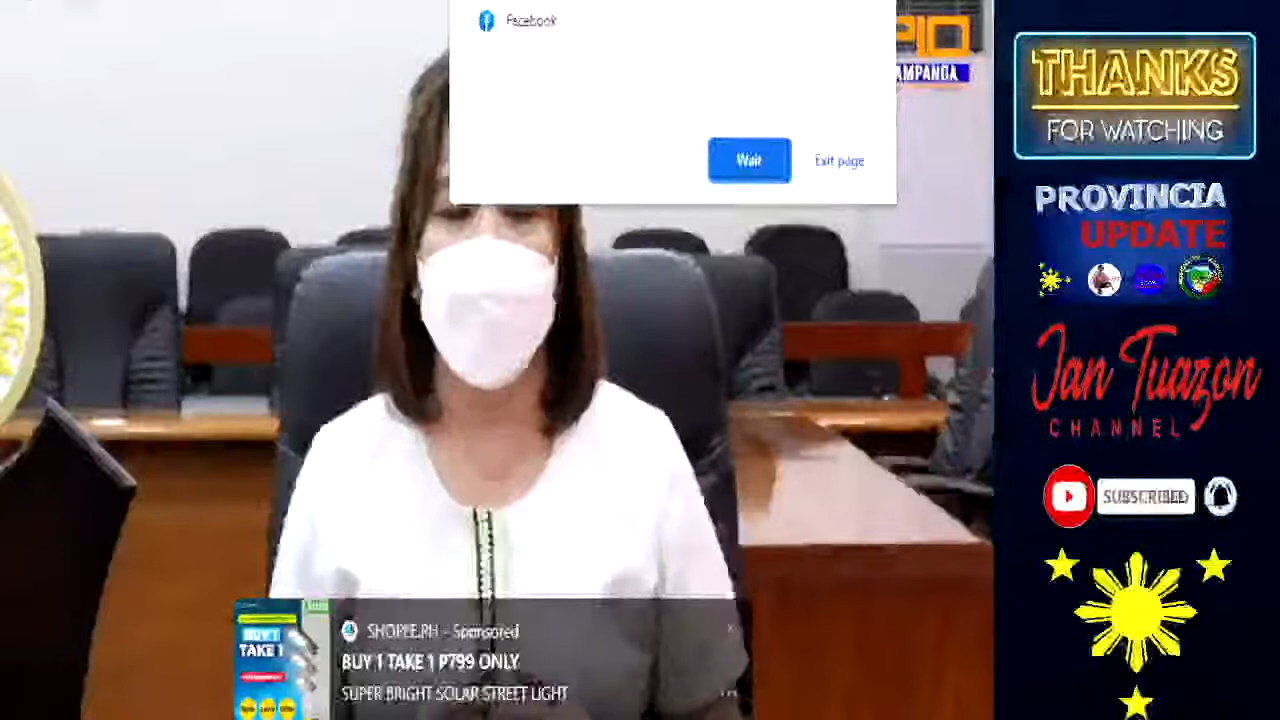 Facebook
Wait
Exit page
PIO
AMPANGA
THANKS
FOR WATCHING
PROVINCIA
UPDATE
Jan Tuazon
CHANNEL
SUBSCRIBED
BUY 1
TAKE 1
SHOPEE.PH - Sponsored
BUY 1 TAKE 1 P799 ONLY
SUPER BRIGHT SOLAR STREET LIGHT